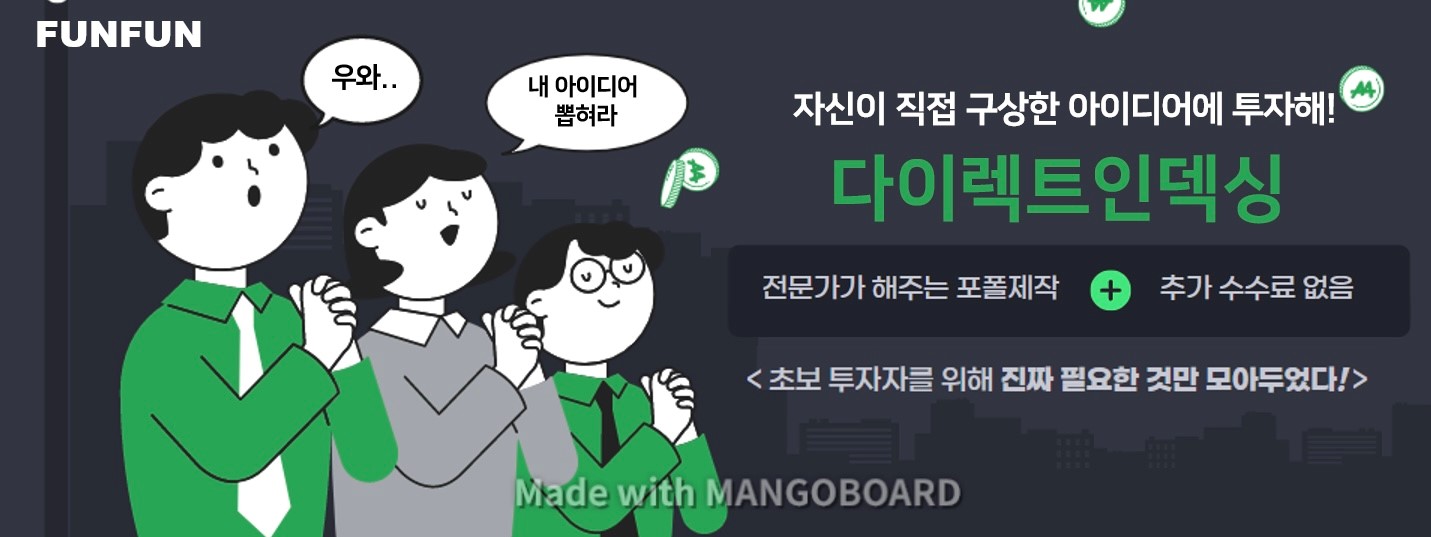 FUNFUN
우와..
내 아이디어
뽑혀라
자신이 직접 구상한 아이디어에 투자해!
다이렉트인덱싱
전문가가 해주는 포폴제작 + 추가 수수료 없음
< 초보 투자자를 위해 진짜 필요한 것만 모아두었다! >
Made with MANGOBOARD